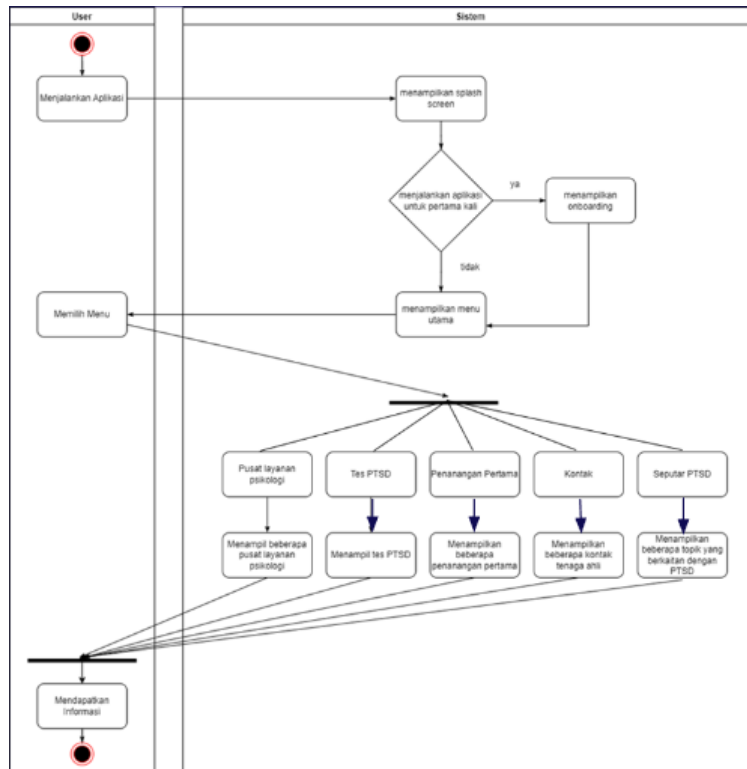 User
Sistem
Menjalankan Aplikasi
menampilkan splash
screen
menjalankan aplikasi
untuk pertama kali
ya
menampilkan
onboarding
tidak
Memilih Menu
menampilkan menu
utama
Pusat layanan
psikologi
Tes PTSD
Penanangan Pertama
Kontak
Seputar PTSD
Menampil beberapa
pusat layanan
psikologi
Menampil tes PTSD
Menampilkan
beberapa
penanangan pertama
Menampilkan
beberapa kontak
tenaga ahli
Menampilkan
beberapa topik yang
berkaitan dengan
PTSD
Mendapatkan
Informasi